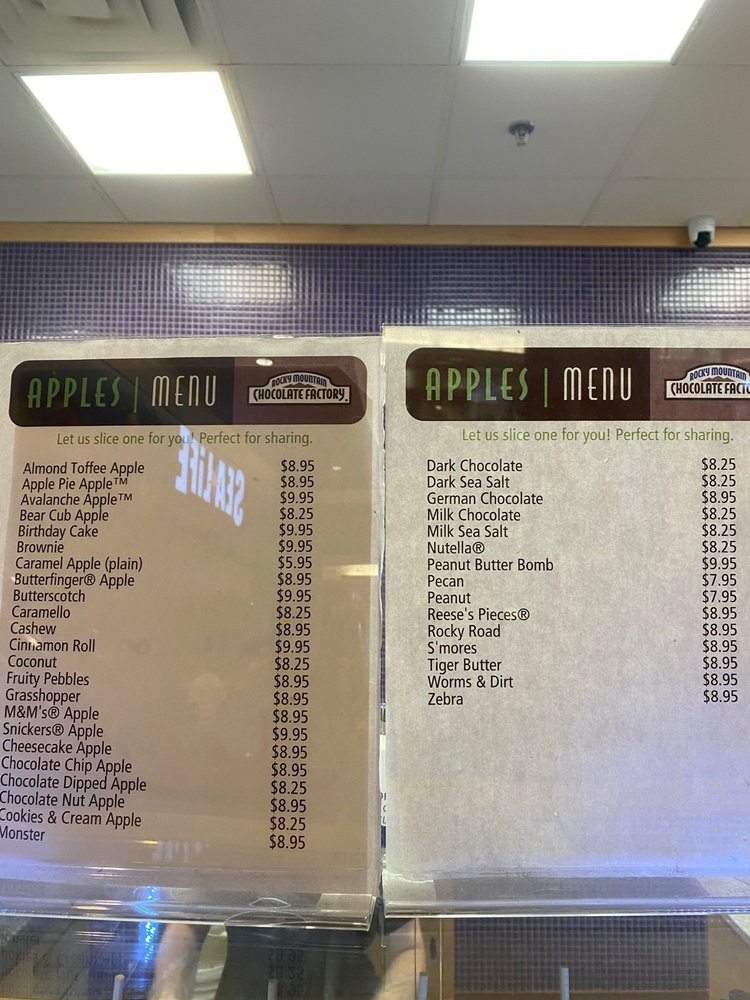 APPLES | MENU
ROCKY MOUNTAIN
CHOCOLATE FACTORY.
Let us slice one for you! Perfect for sharing.
Almond Toffee Apple $8.95
Apple Pie Apple™ $8.95
Avalanche Apple™ $9.95
Bear Cub Apple $8.25
Birthday Cake $9.95
Brownie $9.95
Caramel Apple (plain) $5.95
Butterfinger® Apple $8.95
Butterscotch $9.95
Caramello $8.25
Cashew $8.95
Cinnamon Roll $9.95
Coconut $8.25
Fruity Pebbles $8.95
Grasshopper $8.95
M&M's® Apple $8.95
Snickers® Apple $9.95
Cheesecake Apple $8.95
Chocolate Chip Apple $8.95
Chocolate Dipped Apple $8.25
Chocolate Nut Apple $8.95
Cookies & Cream Apple $8.25
Monster $8.95
SEA LIFE
APPLES | MENU
ROCKY MOUNTAIN
CHOCOLATE FACTO
Let us slice one for you! Perfect for sharing.
Dark Chocolate $8.25
Dark Sea Salt $8.25
German Chocolate $8.95
Milk Chocolate $8.25
Milk Sea Salt $8.25
Nutella® $8.25
Peanut Butter Bomb $9.95
Pecan $7.95
Peanut $7.95
Reese's Pieces® $8.95
Rocky Road $8.95
S'mores $8.95
Tiger Butter $8.95
Worms & Dirt $8.95
Zebra $8.95